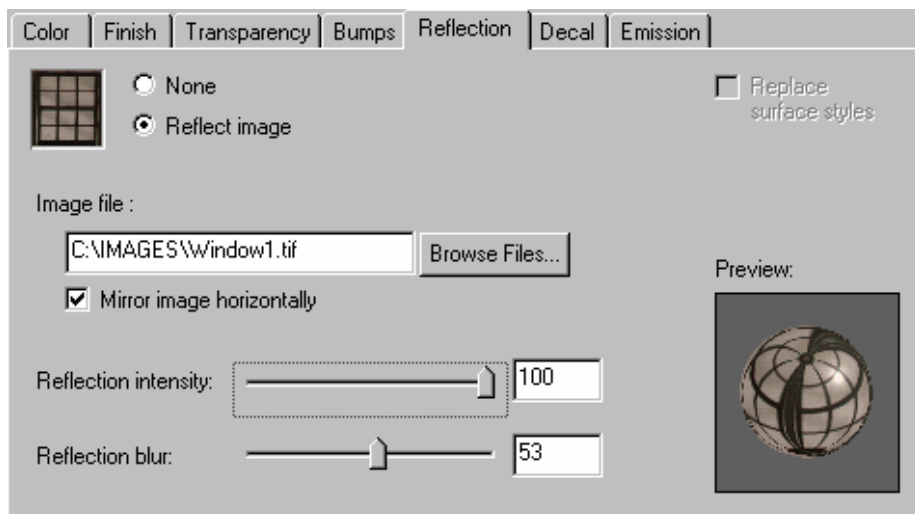 Color Finish Transparency Bumps Reflection Decal Emission
None
Reflect image
Replace
surface styles
Image file :
C:\IMAGES\Window1.tif Browse Files...
Mirror image horizontally
Preview:
Reflection intensity: 100
Reflection blur: 53